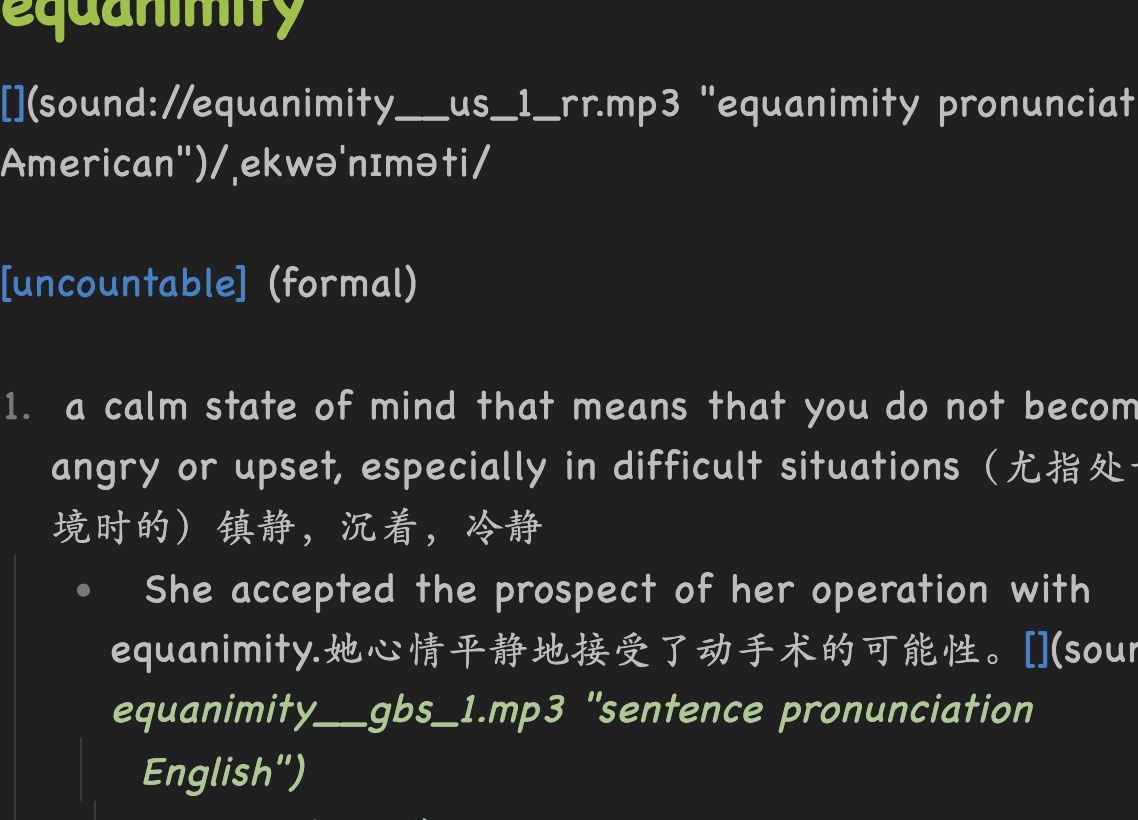 equanimity
[](sound://equanimity__us_1_rr.mp3 "equanimity pronunciat
American")/ˌekwəˈnɪməti/
[uncountable] (formal)
1. a calm state of mind that means that you do not becom
angry or upset, especially in difficult situations（尤指处
境时的）镇静，沉着，冷静
• She accepted the prospect of her operation with
equanimity.她心情平静地接受了动手术的可能性。[](soun
equanimity__gbs_1.mp3 "sentence pronunciation
English")